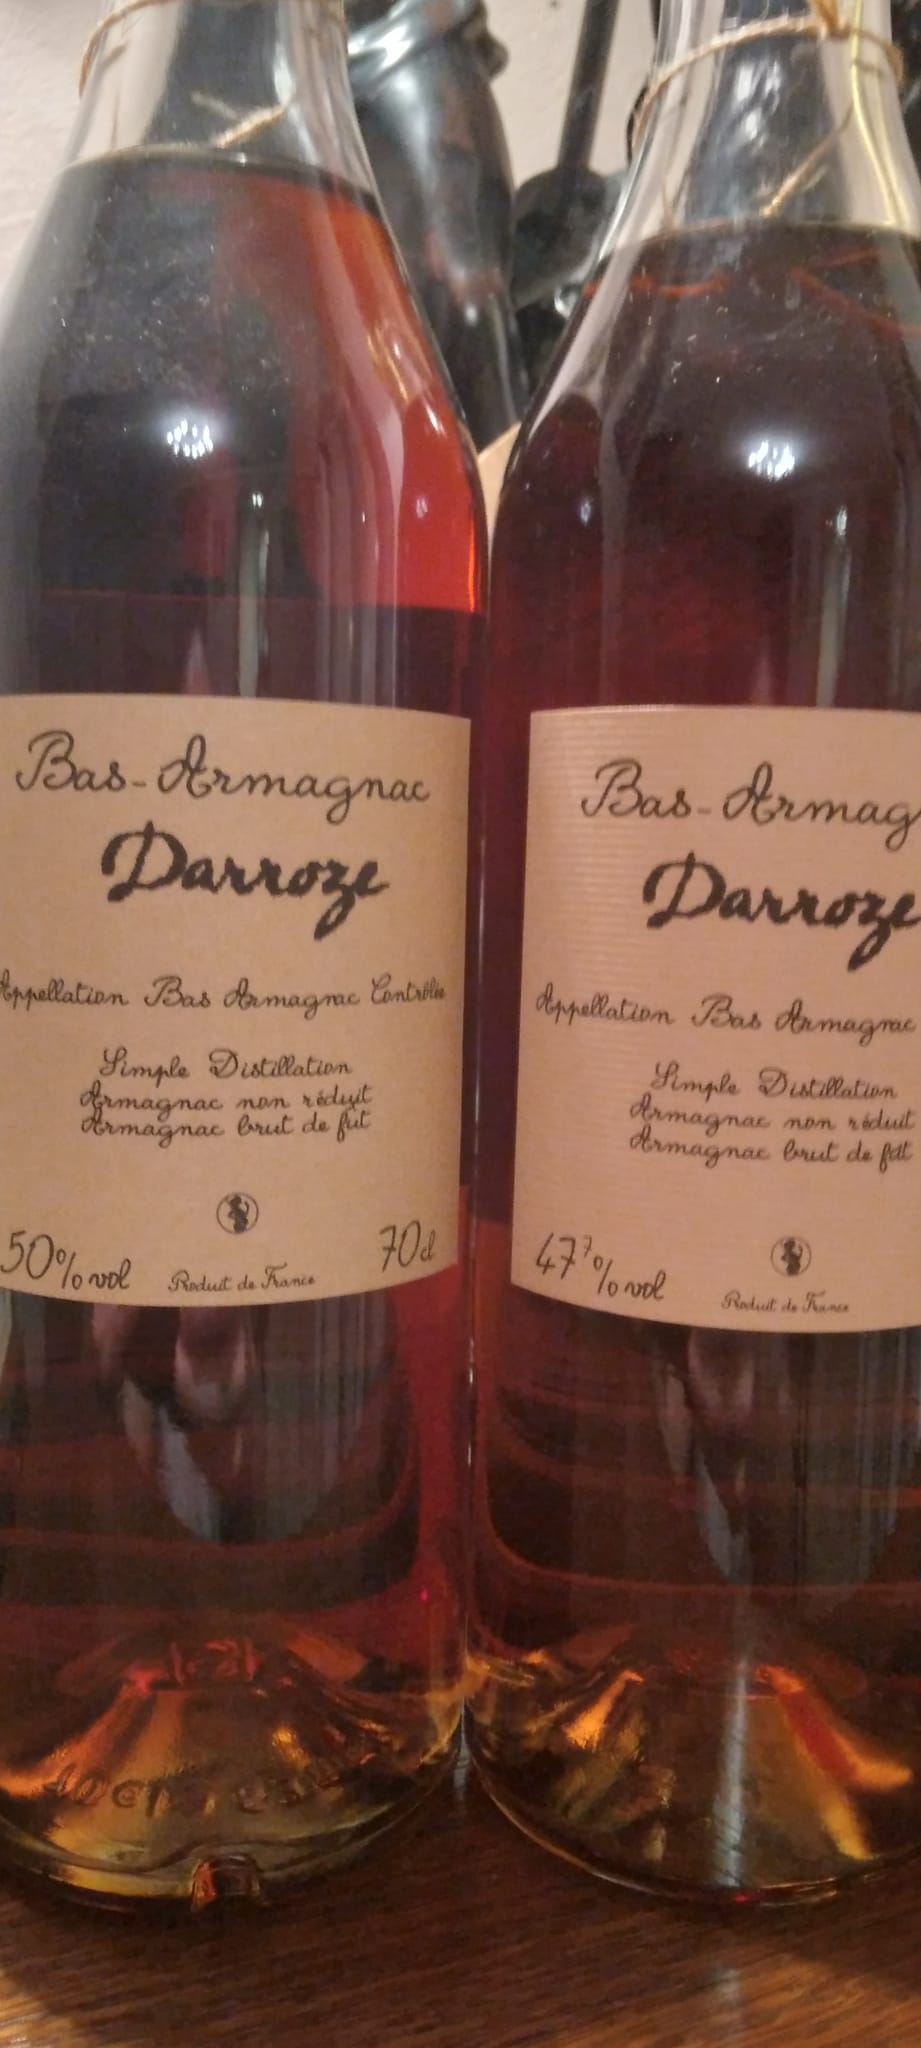 Bas-Armagnac
Darroze
Appellation Bas Armagnac Contrôlée
Simple Distillation
Armagnac non réduit
Armagnac brut de fût
50% vol
70cl
Produit de France
Bas-Armag
Darroze
Appellation Bas Armagnac
Simple Distillation
Armagnac non réduit
Armagnac brut de fût
47⁷% vol
Produit de France